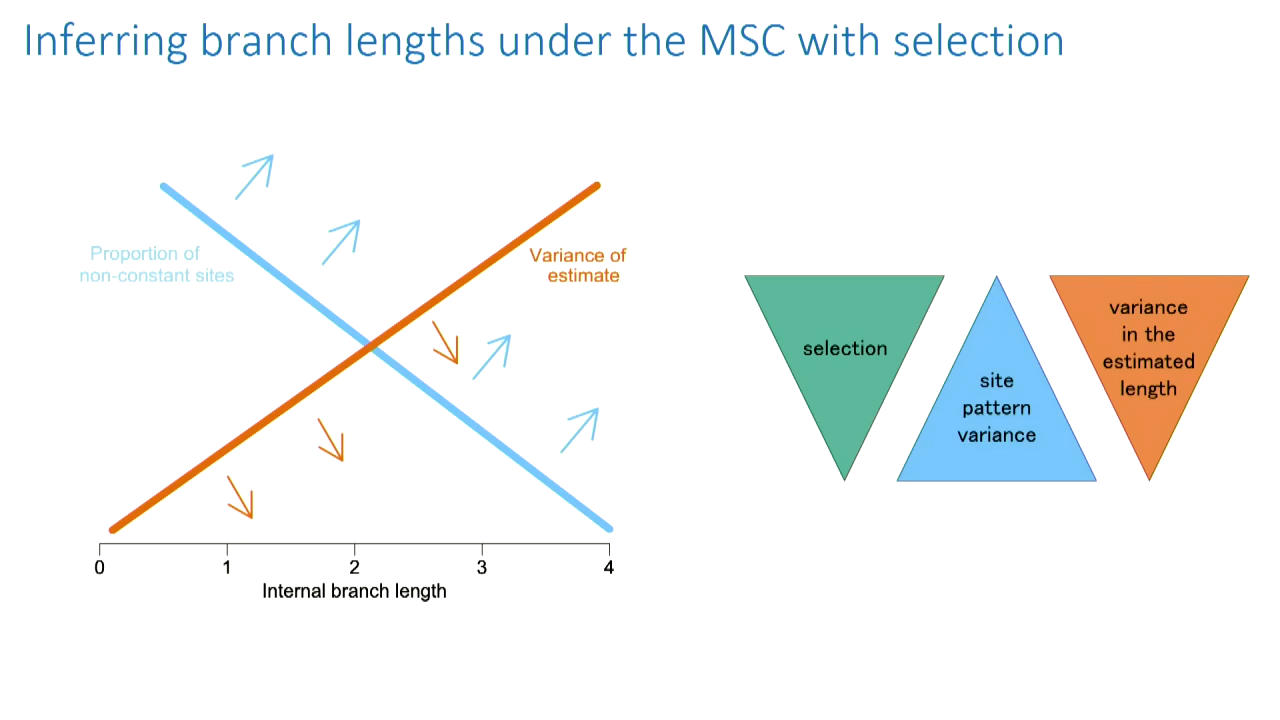 Inferring branch lengths under the MSC with selection
Proportion of
non-constant sites
Variance of
estimate
0 1 2 3 4
Internal branch length
selection
site
pattern
variance
variance
in the
estimated
length